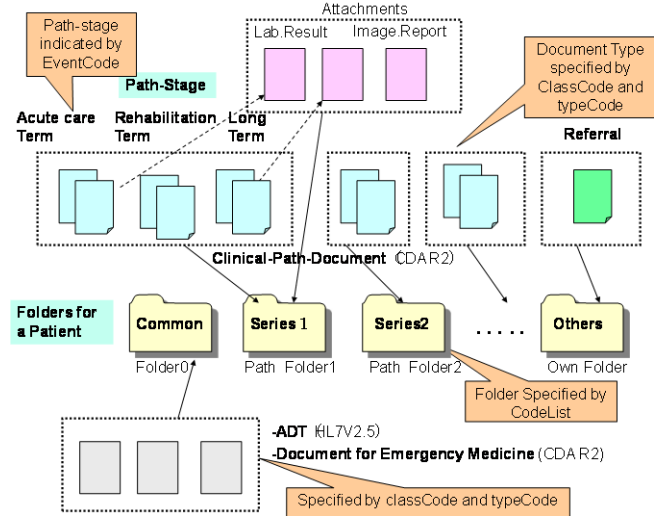 Attachments
Path-stage
indicated by
EventCode
Lab.Result
Image.Report
Document Type
specified by
ClassCode and
typeCode
Path-Stage
Acute care
Term
Rehabilitation
Term
Long
Term
Referral
Clinical-Path-Document (CDAR2)
Folders for
a Patient
Common
Series 1
Series2
.....
Others
Folder0
Path Folder1
Path Folder2
Own Folder
Folder Specified by
CodeList
-ADT (HL7V2.5)
-Document for Emergency Medicine (CDAR2)
Specified by classCode and typeCode